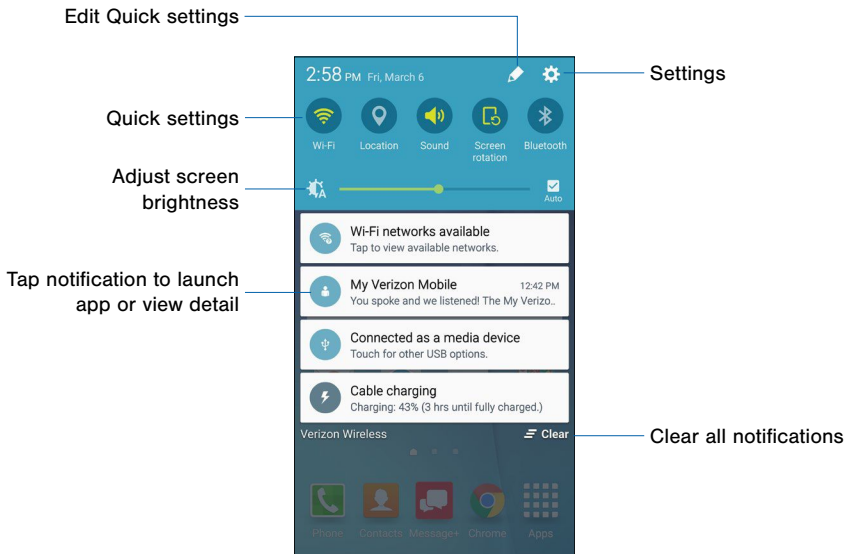 Edit Quick settings
2:58 PM Fri, March 6
Settings
Quick settings
Wi-Fi
Location
Sound
Screen
rotation
Bluetooth
Adjust screen
brightness
A
Auto
Wi-Fi networks available
Tap to view available networks.
Tap notification to launch
app or view detail
My Verizon Mobile
12:42 PM
You spoke and we listened! The My Verizo..
Connected as a media device
Touch for other USB options.
Cable charging
Charging: 43% (3 hrs until fully charged.)
Verizon Wireless
Clear
Clear all notifications
Phone
Contacts
Message+
Chrome
Apps